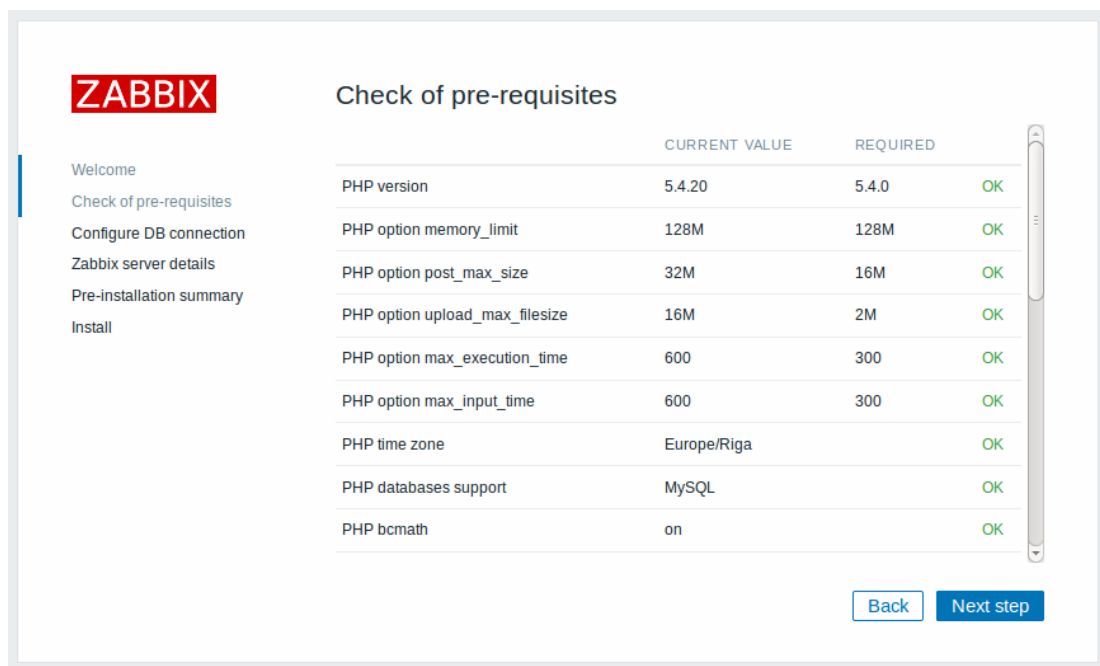 ZABBIX
Welcome
Check of pre-requisites
Configure DB connection
Zabbix server details
Pre-installation summary
Install
Check of pre-requisites
CURRENT VALUE REQUIRED
PHP version 5.4.20 5.4.0 OK
PHP option memory_limit 128M 128M OK
PHP option post_max_size 32M 16M OK
PHP option upload_max_filesize 16M 2M OK
PHP option max_execution_time 600 300 OK
PHP option max_input_time 600 300 OK
PHP time zone Europe/Riga OK
PHP databases support MySQL OK
PHP bcmath on OK
Back Next step